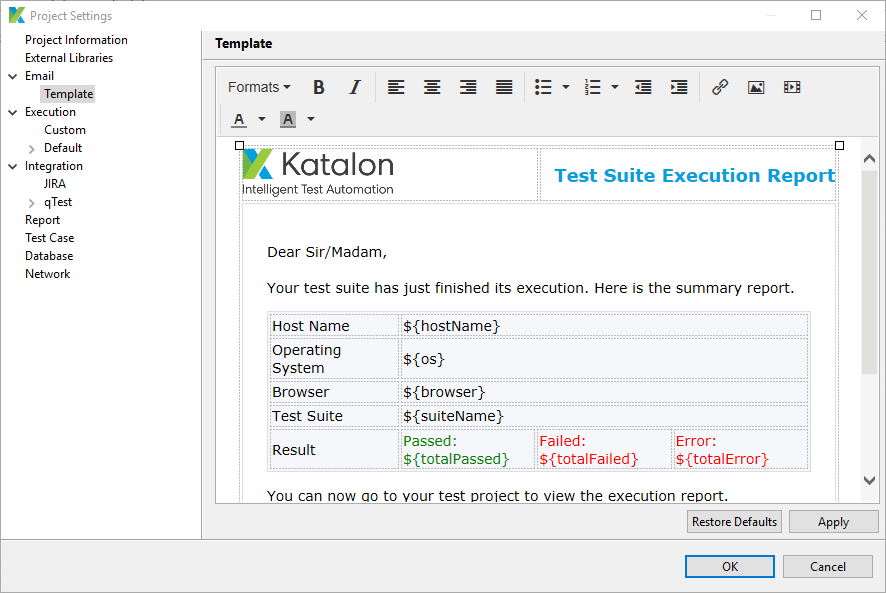 Project Settings
Project Information
External Libraries
Email
Template
Execution
Custom
Default
Integration
JIRA
qTest
Report
Test Case
Database
Network
Template
Formats B I
A A
Katalon
Intelligent Test Automation
Test Suite Execution Report
Dear Sir/Madam,
Your test suite has just finished its execution. Here is the summary report.
Host Name ${hostName}
Operating
System ${os}
Browser ${browser}
Test Suite ${suiteName}
Result Passed: Failed: Error:
${totalPassed} ${totalFailed} ${totalError}
You can now go to your test project to view the execution report.
Restore Defaults Apply
OK Cancel